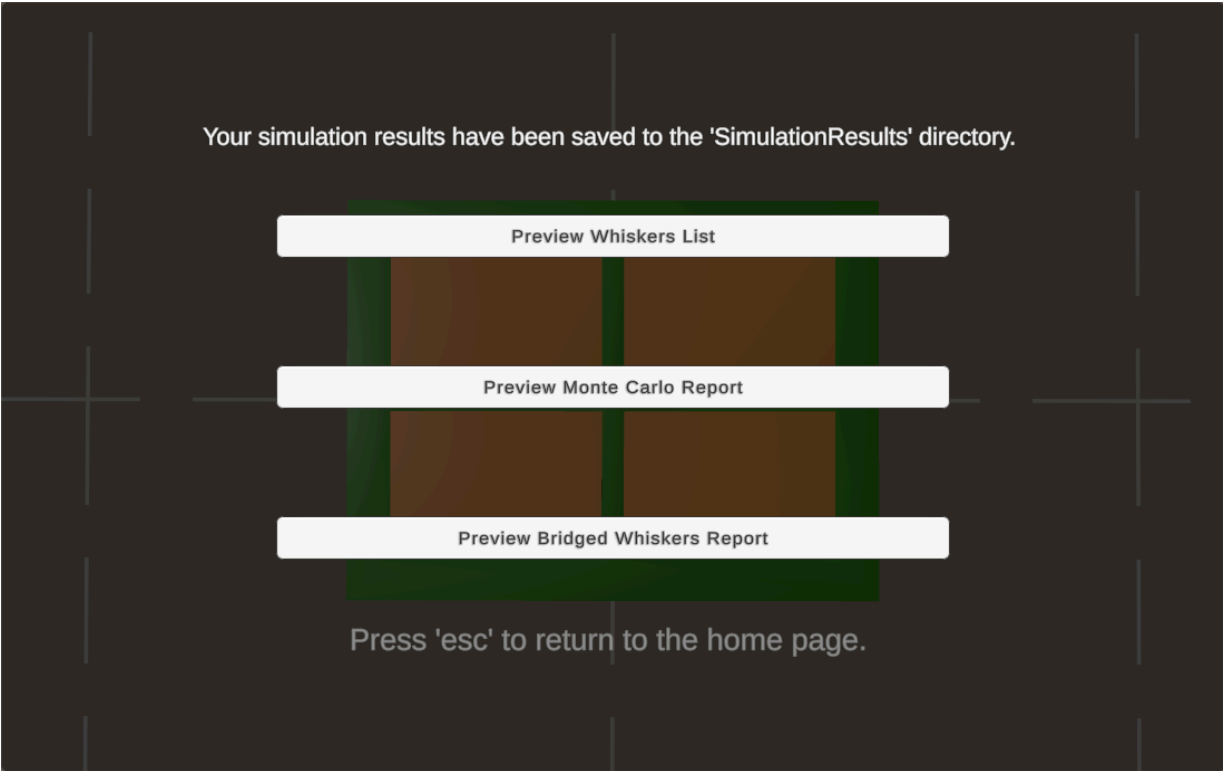 Your simulation results have been saved to the 'SimulationResults' directory.
Preview Whiskers List
Preview Monte Carlo Report
Preview Bridged Whiskers Report
Press 'esc' to return to the home page.